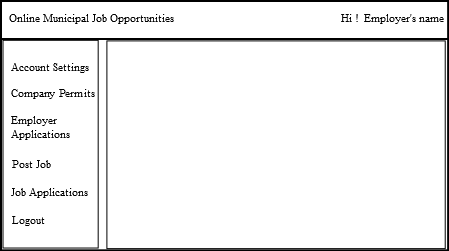 Online Municipal Job Opportunities
Hi ! Employer's name
Account Settings
Company Permits
Employer
Applications
Post Job
Job Applications
Logout